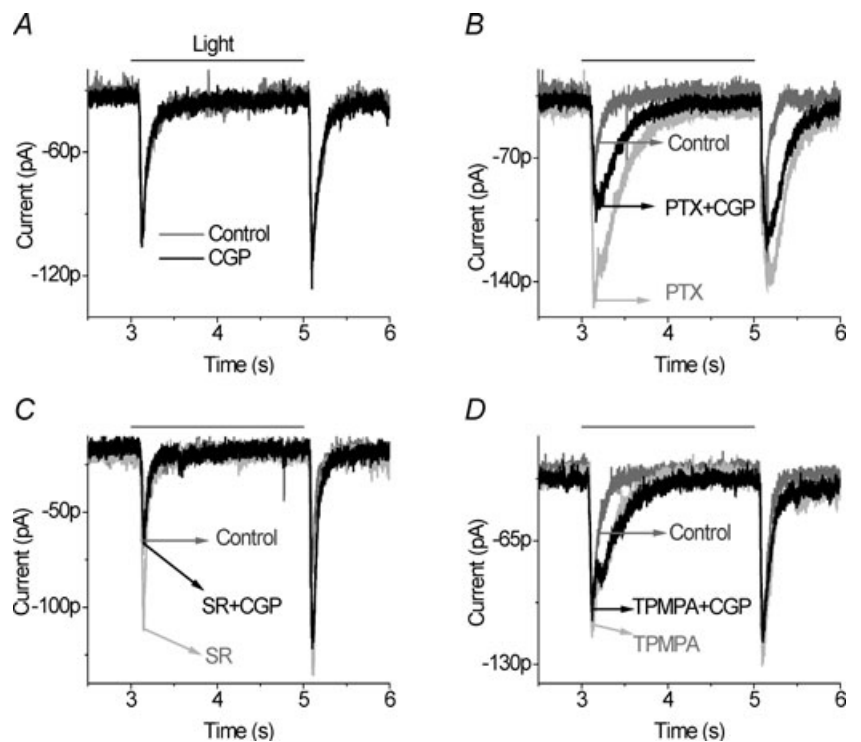 A
Light
Current (pA)
-60p
-120p
Control
CGP
3 4 5 6
Time (s)
B
Current (pA)
-70p
-140p
Control
PTX+CGP
PTX
3 4 5 6
Time (s)
C
Current (pA)
-50p
-100p
Control
SR+CGP
SR
3 4 5 6
Time (s)
D
Current (pA)
-65p
-130p
Control
TPMPA+CGP
TPMPA
3 4 5 6
Time (s)